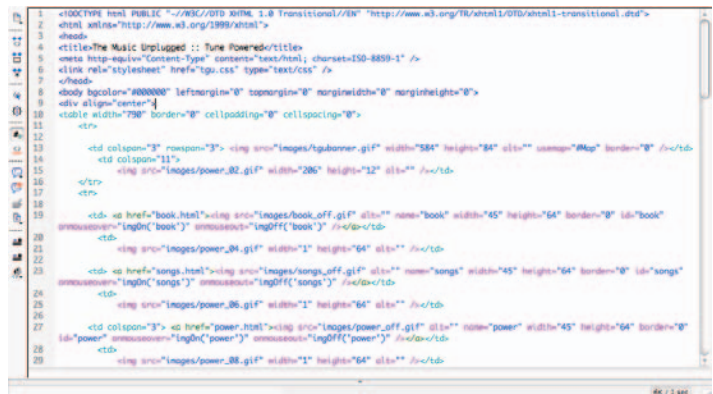 1 <!DOCTYPE html PUBLIC "-//W3C//DTD XHTML 1.0 Transitional//EN" "http://www.w3.org/TR/xhtml1/DTD/xhtml1-transitional.dtd">
2 <html xmlns="http://www.w3.org/1999/xhtml">
3 <head>
4 <title>The Music Unplugged :: Tune Powered</title>
5 <meta http-equiv="Content-Type" content="text/html; charset=ISO-8859-1" />
6 <link rel="stylesheet" href="tgu.css" type="text/css" />
7 </head>
8 <body bgcolor="#000000" leftmargin="0" topmargin="0" marginwidth="0" marginheight="0">
9 <div align="center">
10 <table width="790" border="0" cellpadding="0" cellspacing="0">
11 <tr>
12
13 <td colspan="3" rowspan="3"> <img src="images/tgubanner.gif" width="584" height="84" alt="" usemap="#Map" border="0" /></td>
14 <td colspan="11">
15 <img src="images/power_02.gif" width="206" height="12" alt="" /></td>
16 </tr>
17 <tr>
18
19 <td> <a href="book.html"><img src="images/book_off.gif" alt="" name="book" width="45" height="64" border="0" id="book"
onmouseover="imgOn('book')" onmouseout="imgOff('book')" /></a></td>
20 <td>
21 <img src="images/power_04.gif" width="1" height="64" alt="" /></td>
22
23 <td> <a href="songs.html"><img src="images/songs_off.gif" alt="" name="songs" width="45" height="64" border="0" id="songs"
onmouseover="imgOn('songs')" onmouseout="imgOff('songs')" /></a></td>
24 <td>
25 <img src="images/power_06.gif" width="1" height="64" alt="" /></td>
26
27 <td colspan="3"> <a href="power.html"><img src="images/power_off.gif" alt="" name="power" width="45" height="64" border="0"
id="power" onmouseover="imgOn('power')" onmouseout="imgOff('power')" /></a></td>
28 <td>
29 <img src="images/power_08.gif" width="1" height="64" alt="" /></td>
/ 1 sec